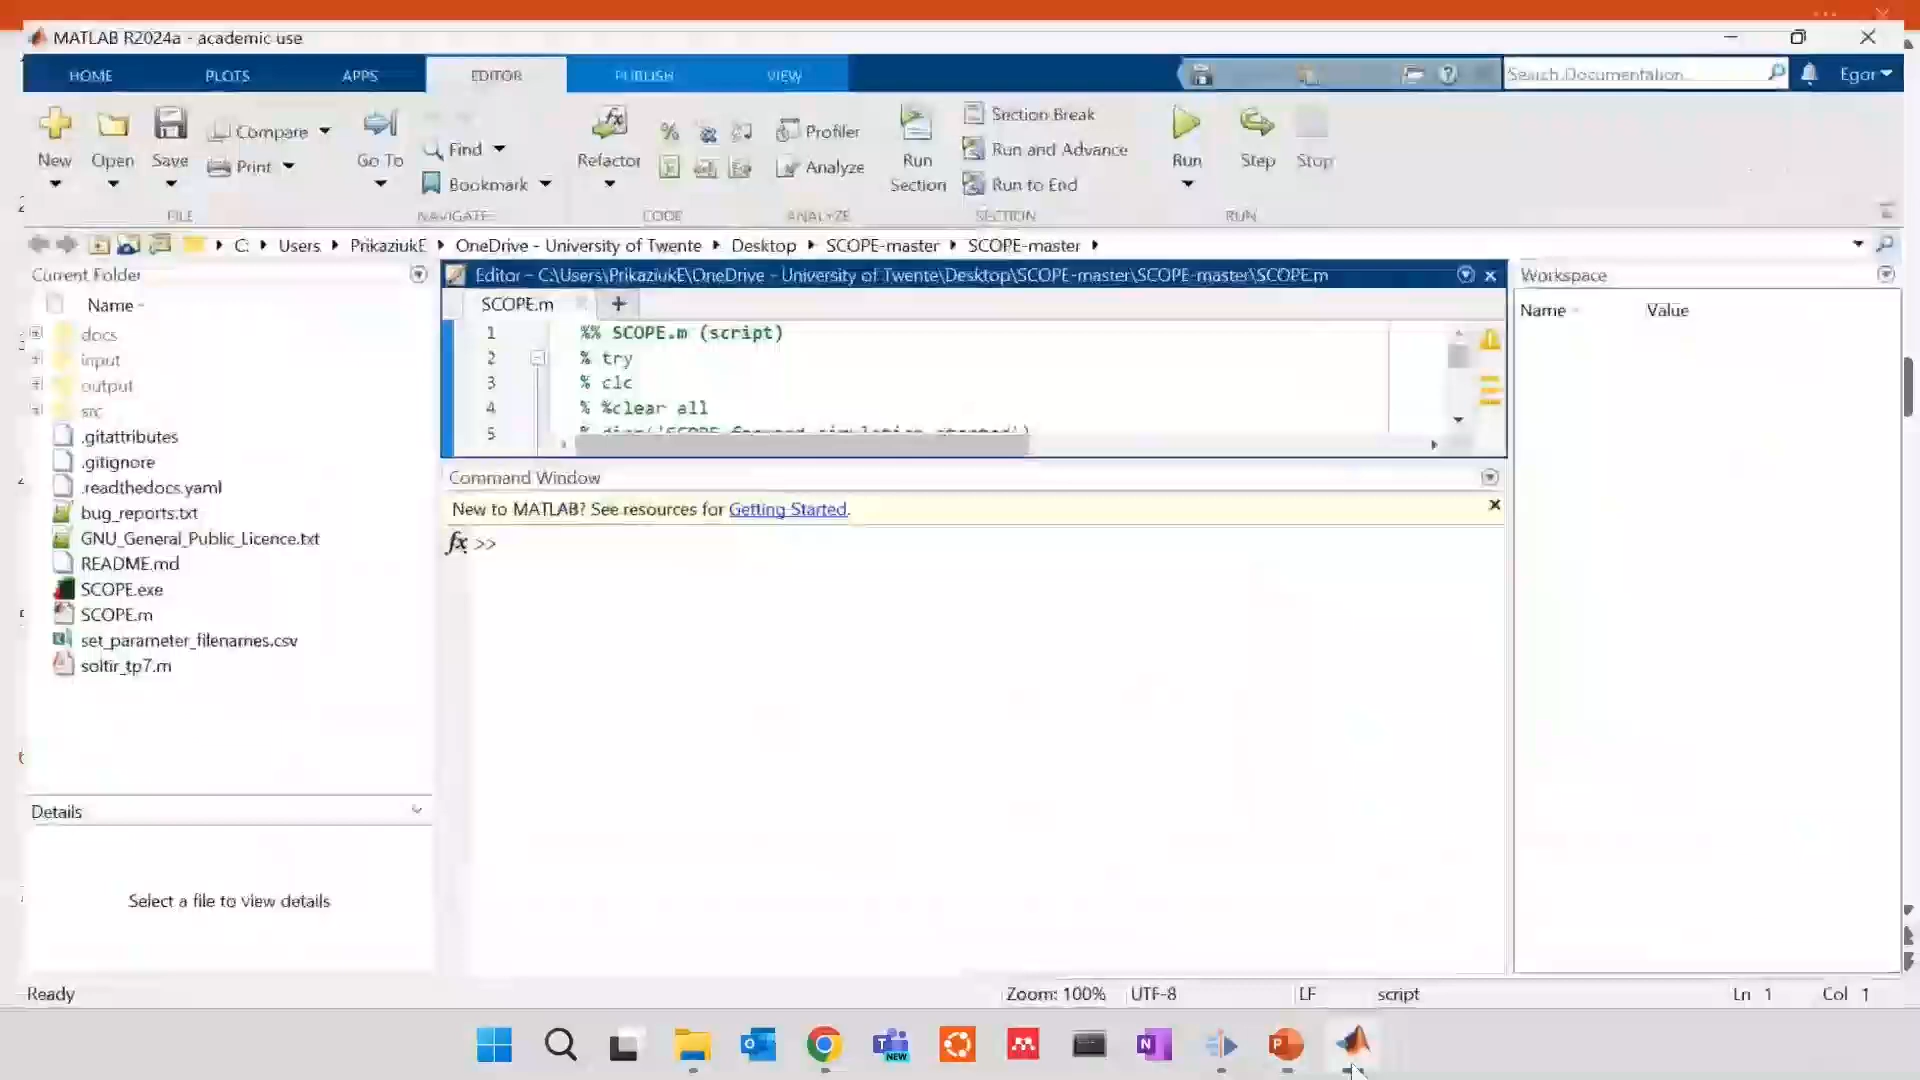 MATLAB R2024a - academic use
HOME PLOTS APPS EDITOR PUBLISH VIEW Search Documentation Egor
New Open Save Compare Print Go To Find Bookmark Refactor Profiler Analyze Run Section Section Break Run and Advance Run to End Run Step Stop
FILE NAVIGATE CODE ANALYZE SECTION RUN
C: Users PrikaziukE OneDrive - University of Twente Desktop SCOPE-master SCOPE-master
Current Folder
Name
docs
input
output
src
.gitattributes
.gitignore
.readthedocs.yaml
bug_reports.txt
GNU_General_Public_Licence.txt
README.md
SCOPE.exe
SCOPE.m
set_parameter_filenames.csv
soltir_tp7.m
Details
Select a file to view details
Editor - C:\Users\PrikaziukE\OneDrive - University of Twente\Desktop\SCOPE-master\SCOPE-master\SCOPE.m
SCOPE.m +
1 %% SCOPE.m (script)
2 % try
3 % clc
4 % %clear all
5
Command Window
New to MATLAB? See resources for Getting Started.
fx >>
Workspace
Name Value
Ready Zoom: 100% UTF-8 LF script Ln 1 Col 1
NEW